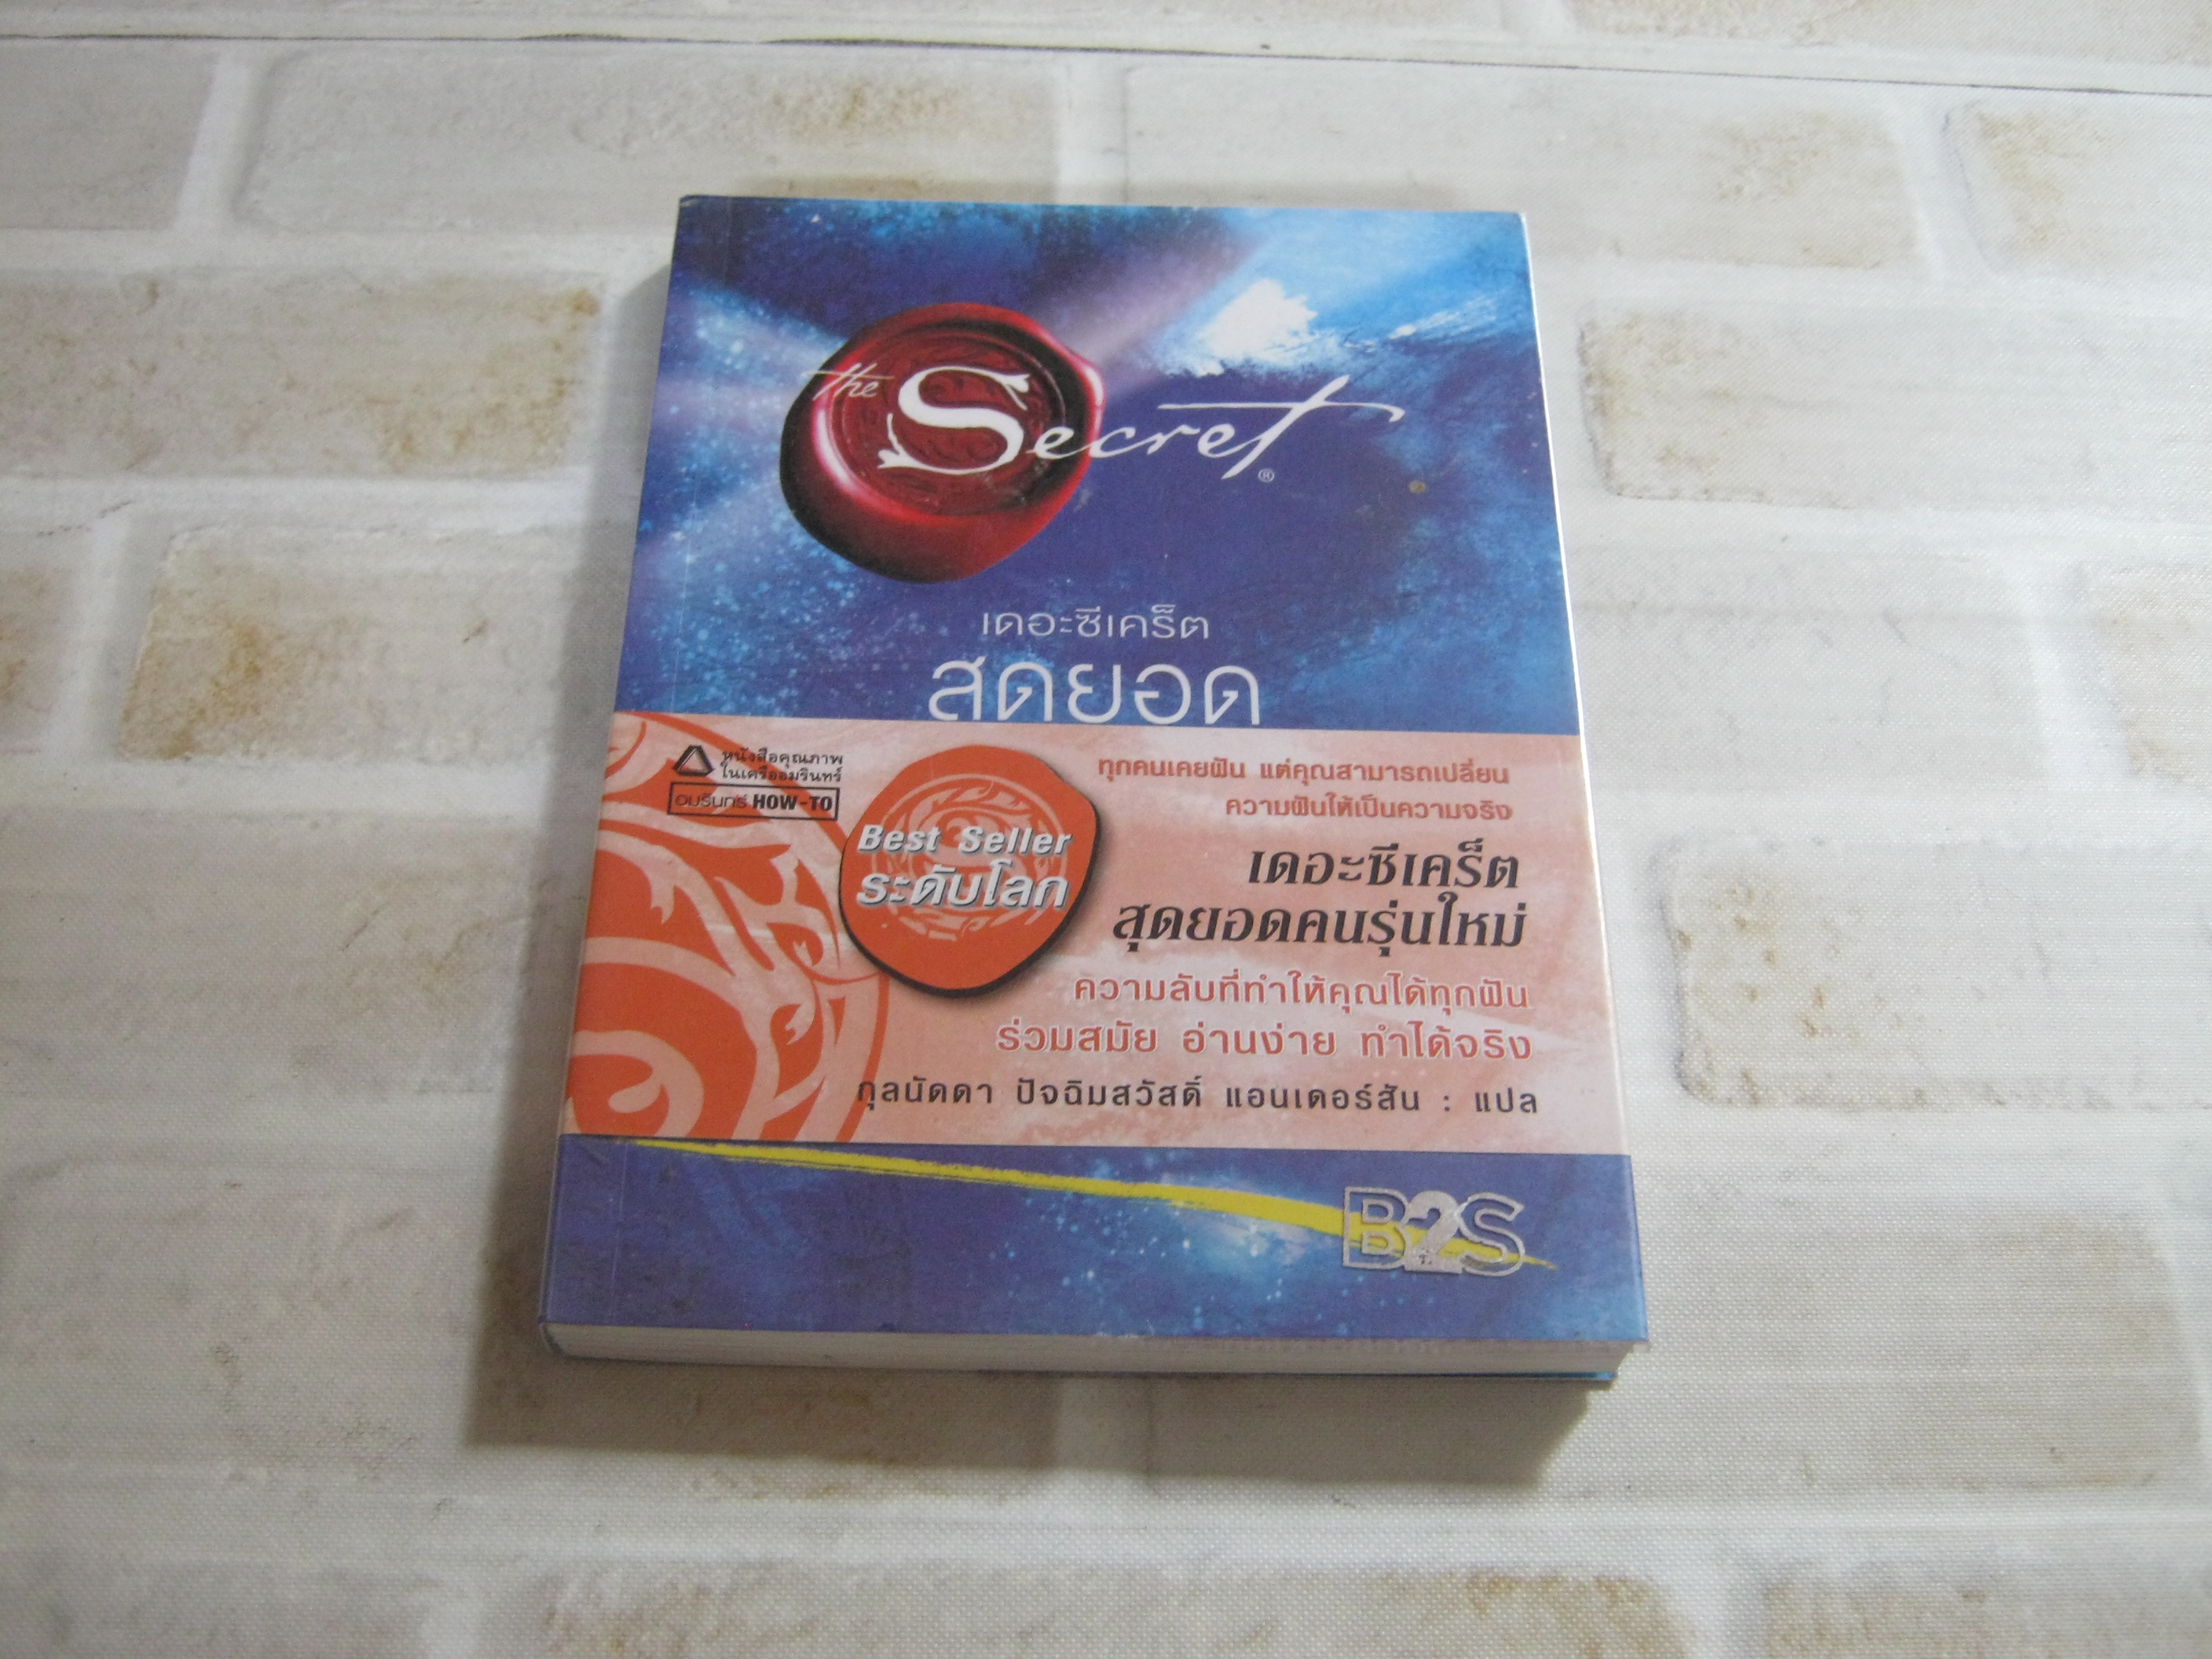 the Secret®
เดอะซีเคร็ต
สุดยอด
หนังสือคุณภาพ
ในเครืออมรินทร์
อมรินทร์ HOW-TO
Best Seller
ระดับโลก
ทุกคนเคยฝัน แต่คุณสามารถเปลี่ยน
ความฝันให้เป็นความจริง
เดอะซีเคร็ต
สุดยอดคนรุ่นใหม่
ความลับที่ทำให้คุณได้ทุกฝัน
ร่วมสมัย อ่านง่าย ทำได้จริง
กุลนัดดา ปัจฉิมสวัสดิ์ แอนเดอร์สัน : แปล
B2S